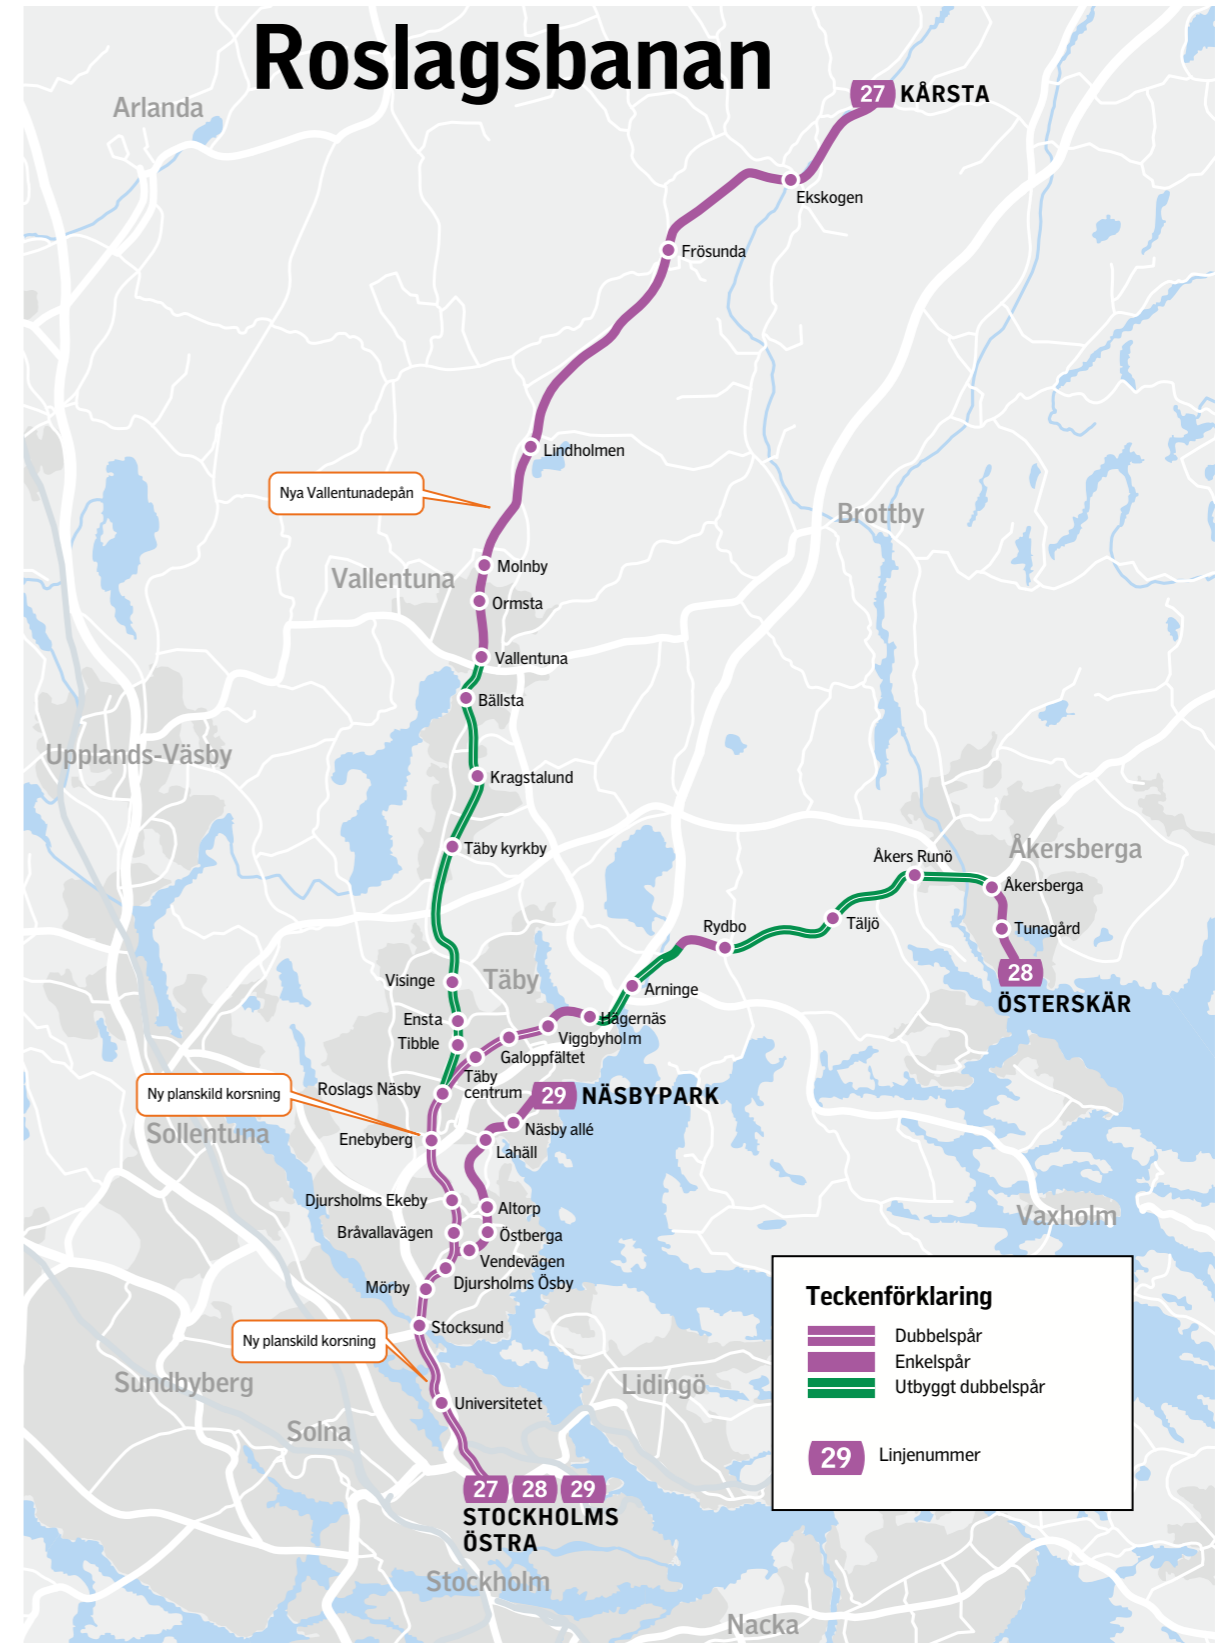 Roslagsbanan
Arlanda
27 KÅRSTA
Ekskogen
Frösunda
Lindholmen
Nya Vallentunadepån
Brottby
Molnby
Vallentuna
Ormsta
Vallentuna
Bällsta
Upplands-Väsby
Kragstalund
Täby kyrkby
Åkers Runö
Åkersberga
Åkersberga
Rydbo
Täljö
Tunagård
28
ÖSTERSKÄR
Visinge
Täby
Arninge
Ensta
Hägernäs
Tibble
Viggbyholm
Galoppfältet
Täby
centrum
Roslags Näsby
Ny planskild korsning
29 NÄSBYPARK
Sollentuna
Enebyberg
Näsby allé
Lahäll
Djursholms Ekeby
Altorp
Bråvallavägen
Östberga
Vaxholm
Vendevägen
Djursholms Ösby
Mörby
Stocksund
Ny planskild korsning
Sundbyberg
Lidingö
Universitetet
Solna
27 28 29
STOCKHOLMS
ÖSTRA
Stockholm
Nacka
Teckenförklaring
Dubbelspår
Enkelspår
Utbyggt dubbelspår
29 Linjenummer